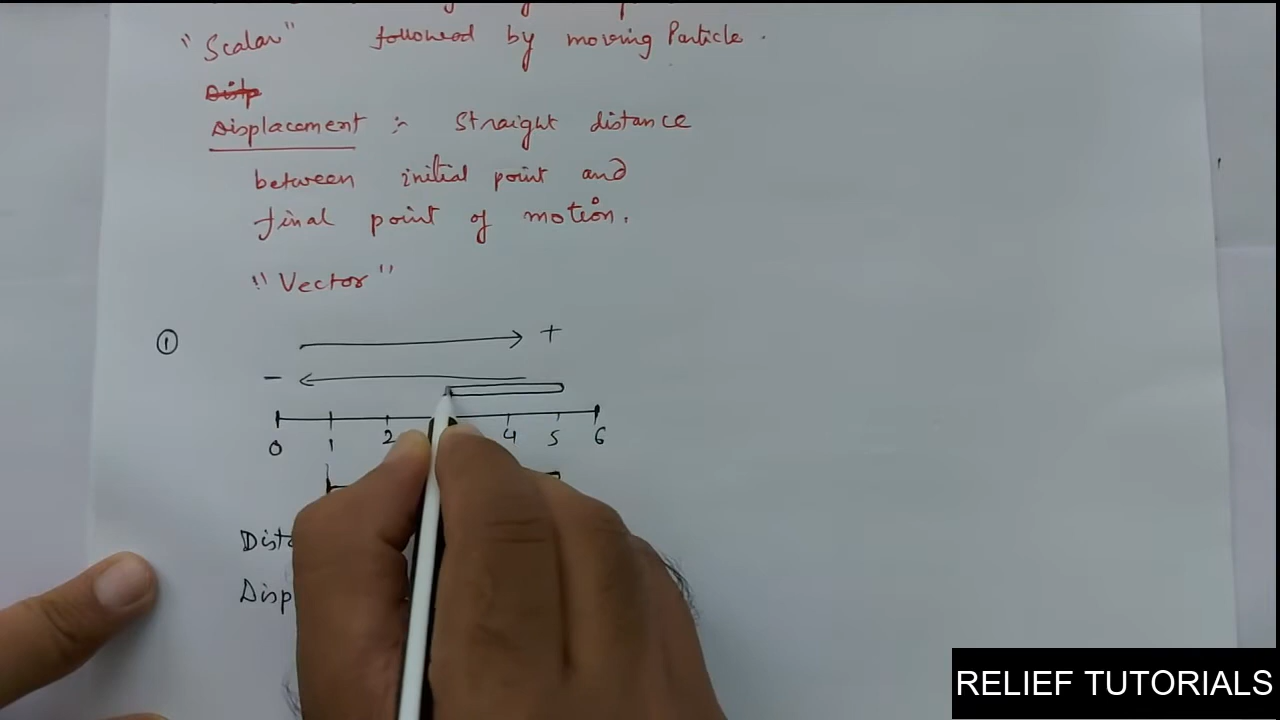 "Scalar" followed by moving Particle.
Disp
Displacement :- Straight distance
between initial point and
final point of motion.
"Vector"
①
+
-
0 1 2 4 5 6
RELIEF TUTORIALS